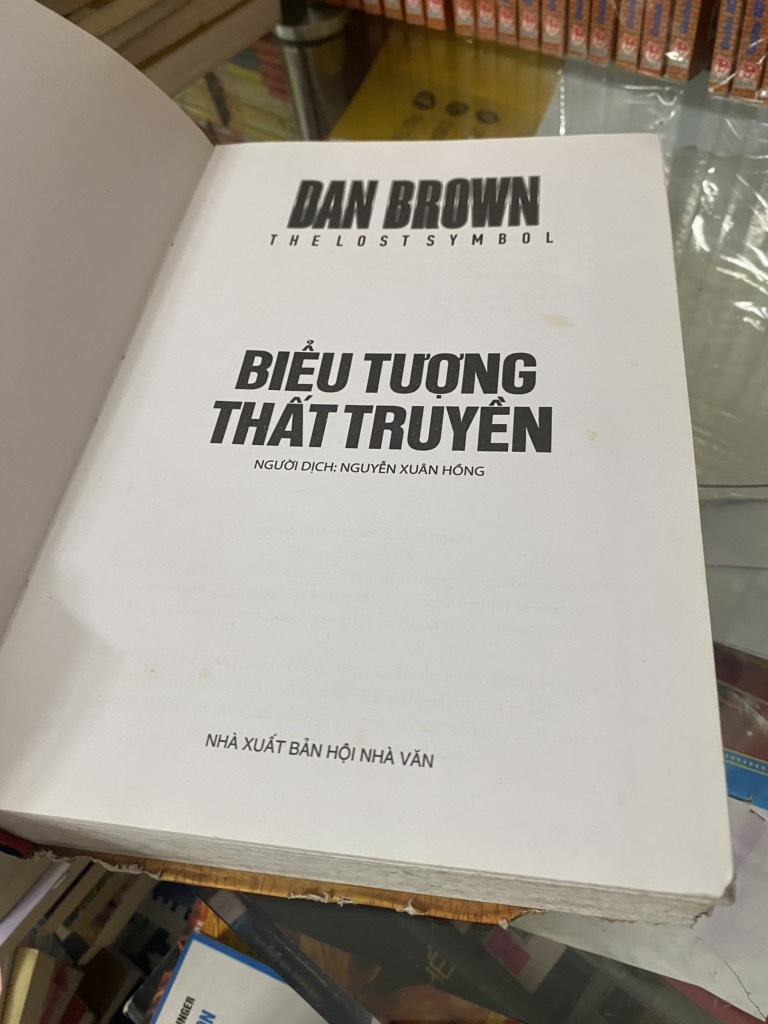 DAN BROWN
THE LOST SYMBOL
BIỂU TƯỢNG
THẤT TRUYỀN
NGƯỜI DỊCH: NGUYỄN XUÂN HỒNG
NHÀ XUẤT BẢN HỘI NHÀ VĂN